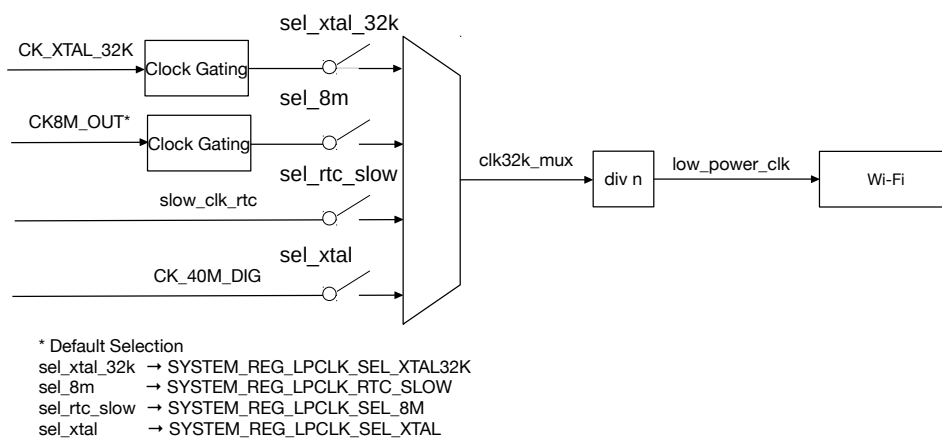 sel_xtal_32k
CK_XTAL_32K
Clock Gating
sel_8m
CK8M_OUT*
Clock Gating
sel_rtc_slow
slow_clk_rtc
clk32k_mux
div n
low_power_clk
Wi-Fi
sel_xtal
CK_40M_DIG
* Default Selection
sel_xtal_32k → SYSTEM_REG_LPCLK_SEL_XTAL32K
sel_8m → SYSTEM_REG_LPCLK_RTC_SLOW
sel_rtc_slow → SYSTEM_REG_LPCLK_SEL_8M
sel_xtal → SYSTEM_REG_LPCLK_SEL_XTAL